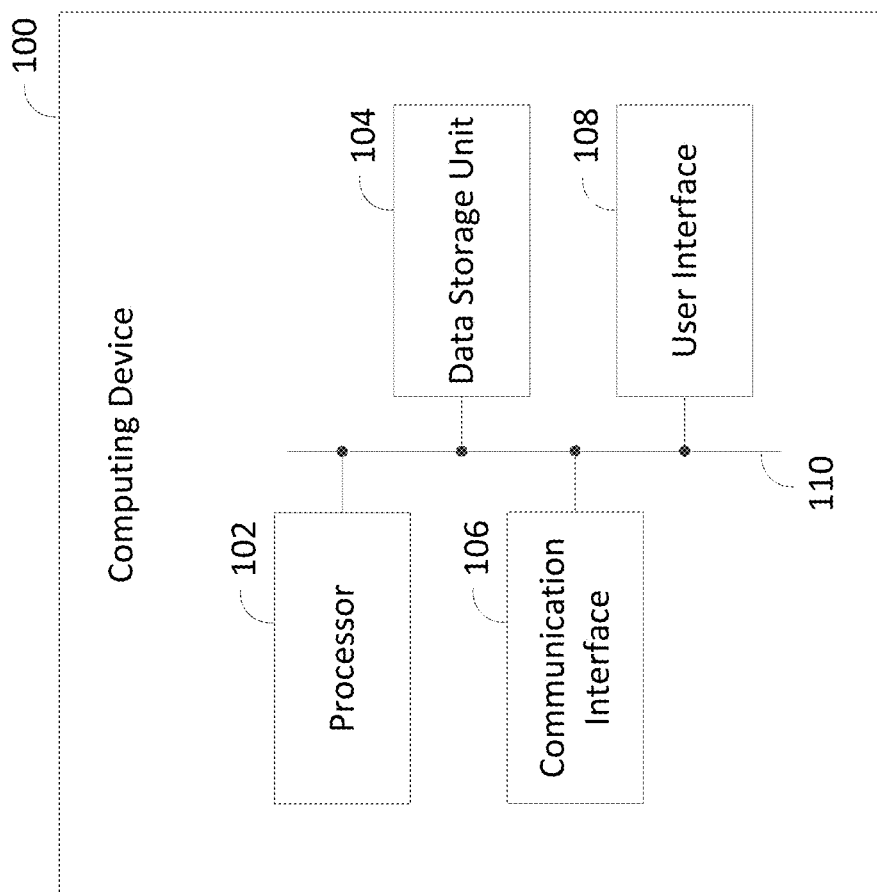 100
Computing Device
102
Processor
104
Data Storage Unit
106
Communication
Interface
108
User Interface
110